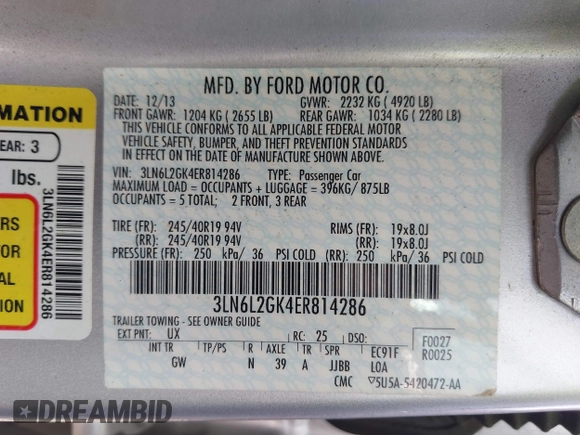 MFD. BY FORD MOTOR CO.
DATE: 12/13 GVWR: 2232 KG ( 4920 LB)
FRONT GAWR: 1204 KG ( 2655 LB) REAR GAWR: 1034 KG ( 2280 LB)
THIS VEHICLE CONFORMS TO ALL APPLICABLE FEDERAL MOTOR
VEHICLE SAFETY, BUMPER, AND THEFT PREVENTION STANDARDS IN
EFFECT ON THE DATE OF MANUFACTURE SHOWN ABOVE.
VIN: 3LN6L2GK4ER814286 TYPE: Passenger Car
MAXIMUM LOAD = OCCUPANTS + LUGGAGE = 396KG/ 875LB
OCCUPANTS = 5 TOTAL; 2 FRONT, 3 REAR
TIRE (FR): 245/40R19 94V RIMS (FR): 19x8.0J
(RR): 245/40R19 94V (RR): 19x8.0J
PRESSURE (FR): 250 kPa/ 36 PSI COLD (RR): 250 kPa/ 36 PSI COLD
3LN6L2GK4ER814286
TRAILER TOWING - SEE OWNER GUIDE
EXT PNT: UX RC: 25 DSO:
INT TR TP/PS R AXLE TR SPR EC91F
GW N 39 A JJBB LOA
CMC ▽5U5A-5420472-AA
F0027
R0025
RMATION
EAR: 3
lbs.
3LN6L2GK4ER814286
RS
TOR
AL
TION
DREAMBID